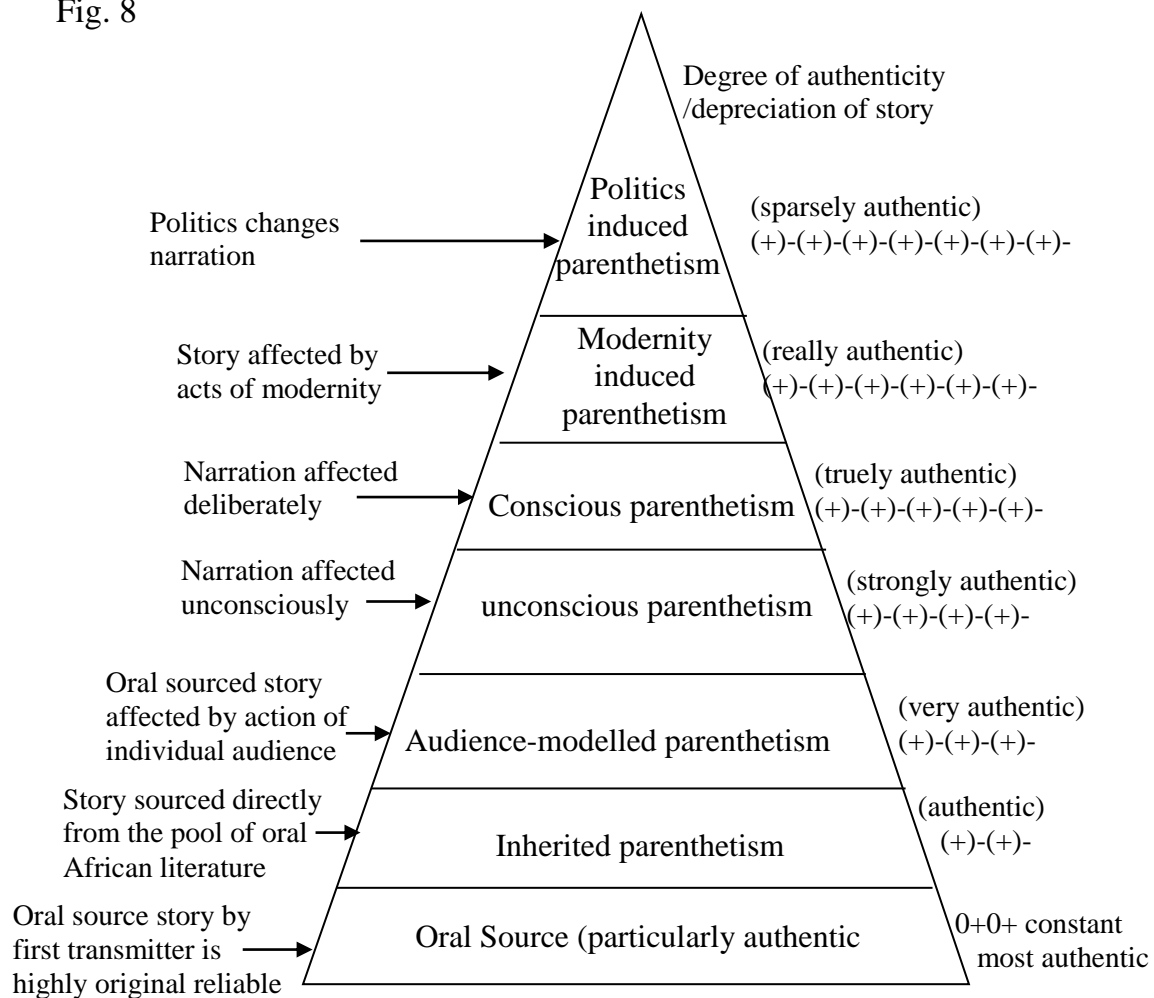 Fig. 8
Degree of authenticity
/depreciation of story
Politics changes
narration
Politics
induced
parenthetism
(sparsely authentic)
(+)-(+)-(+)-(+)-(+)-(+)-(+)-
Story affected by
acts of modernity
Modernity
induced
parenthetism
(really authentic)
(+)-(+)-(+)-(+)-(+)-(+)-
Narration affected
deliberately
Conscious parenthetism
(truely authentic)
(+)-(+)-(+)-(+)-(+)-
Narration affected
unconsciously
unconscious parenthetism
(strongly authentic)
(+)-(+)-(+)-(+)-
Oral sourced story
affected by action of
individual audience
Audience-modelled parenthetism
(very authentic)
(+)-(+)-(+)-
Story sourced directly
from the pool of oral
African literature
Inherited parenthetism
(authentic)
(+)-(+)-
Oral source story by
first transmitter is
highly original reliable
Oral Source (particularly authentic
0+0+ constant
most authentic